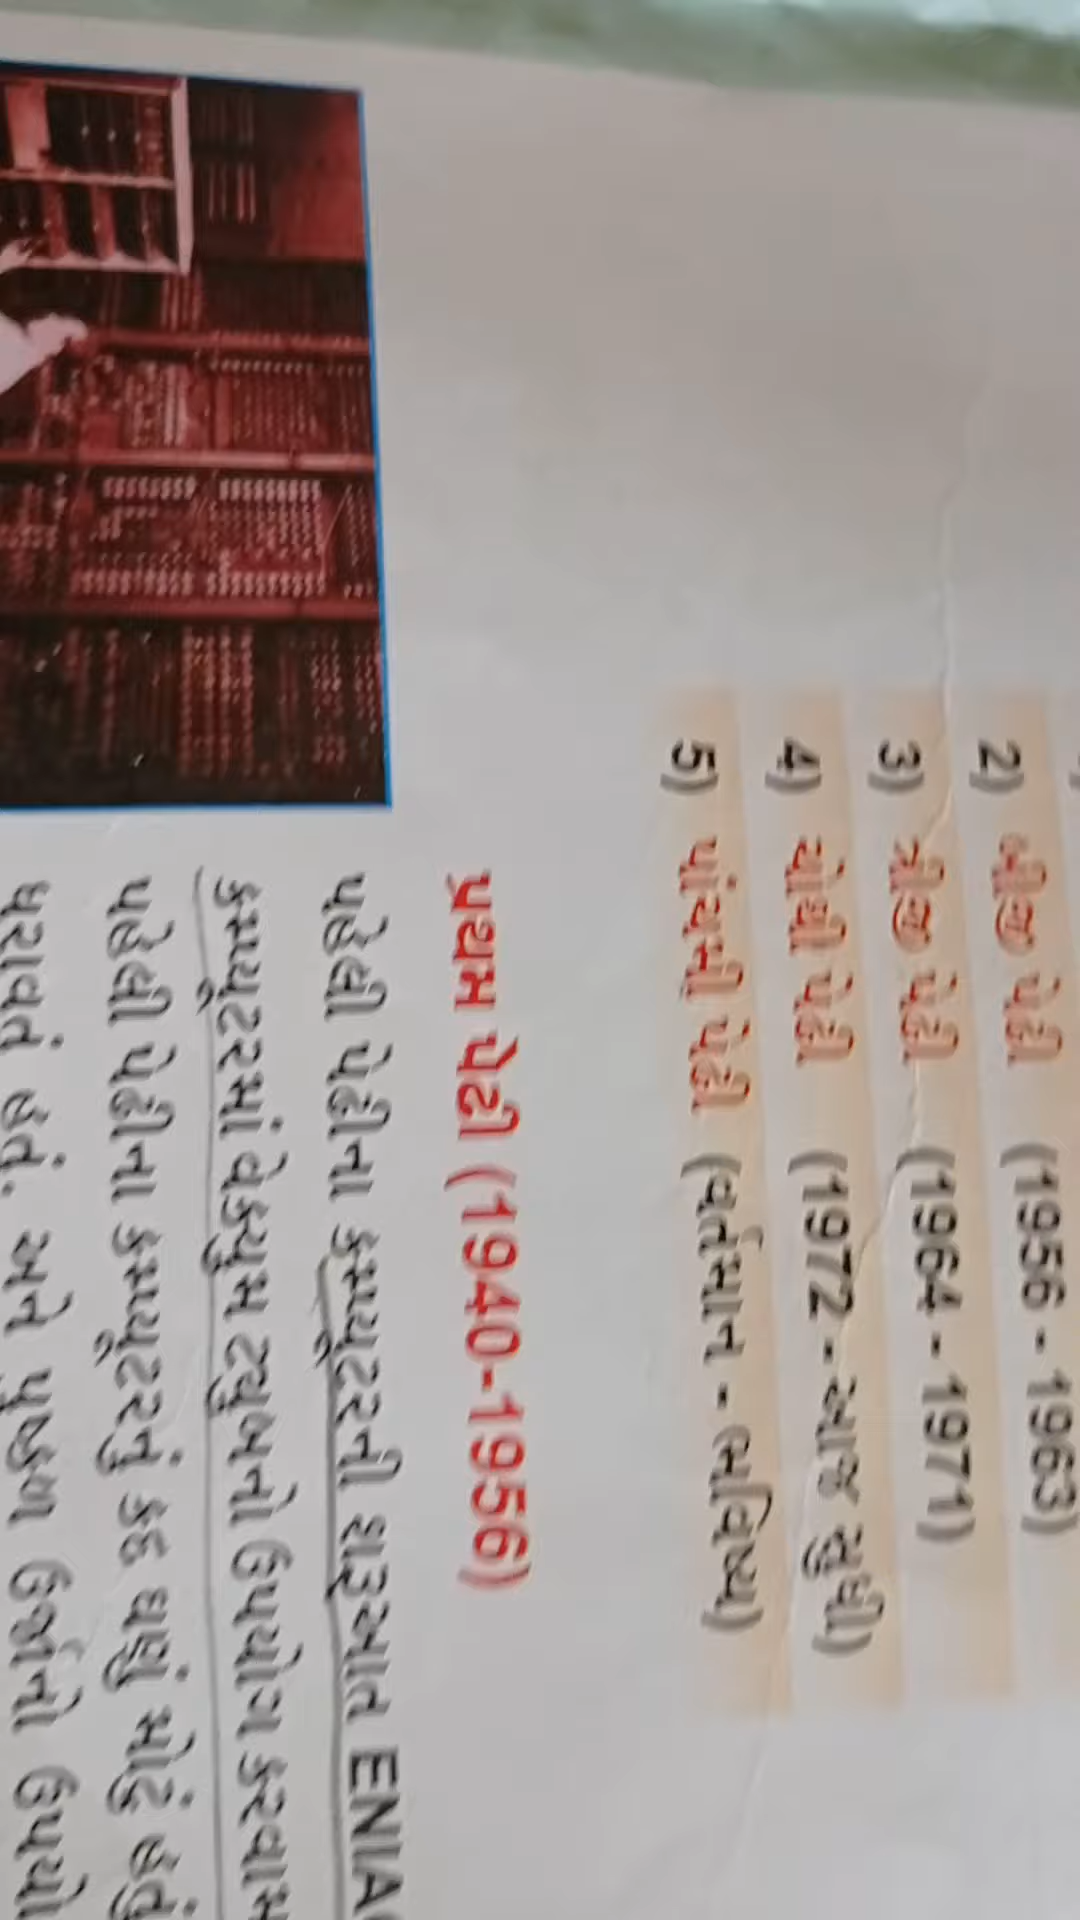 2) બીજી પેઢી (1956 - 1963)
3) ત્રીજી પેઢી (1964 - 1971)
4) ચોથી પેઢી (1972 - આજ સુધી)
5) પાંચમી પેઢી (વર્તમાન - ભવિષ્ય)
પ્રથમ પેઢી (1940-1956)
પહેલી પેઢીના કમ્પ્યૂટરની શરૂઆત ENIA
કમ્પ્યૂટરમાં વેક્યુમ ટ્યુબનો ઉપયોગ કરવામ
પહેલી પેઢીના કમ્પ્યૂટરનું કદ ઘણું મોટું હતું
ધરાવતું હતું. અને પુષ્કળ ઉર્જાનો ઉપયો